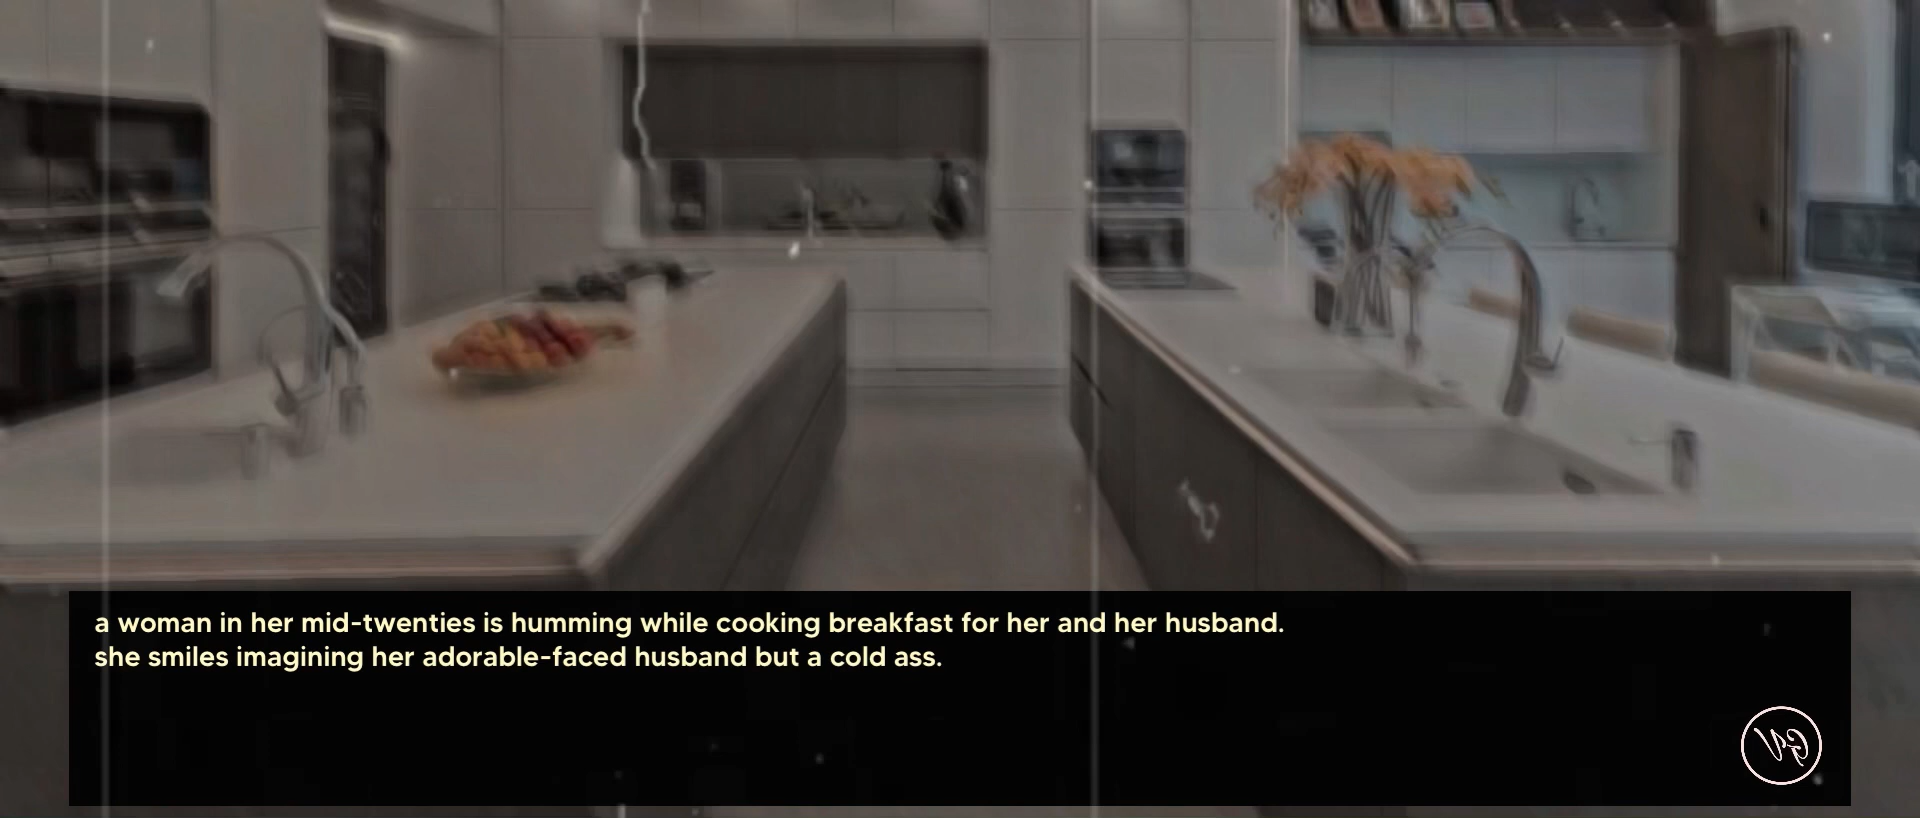 a woman in her mid-twenties is humming while cooking breakfast for her and her husband.
she smiles imagining her adorable-faced husband but a cold ass.